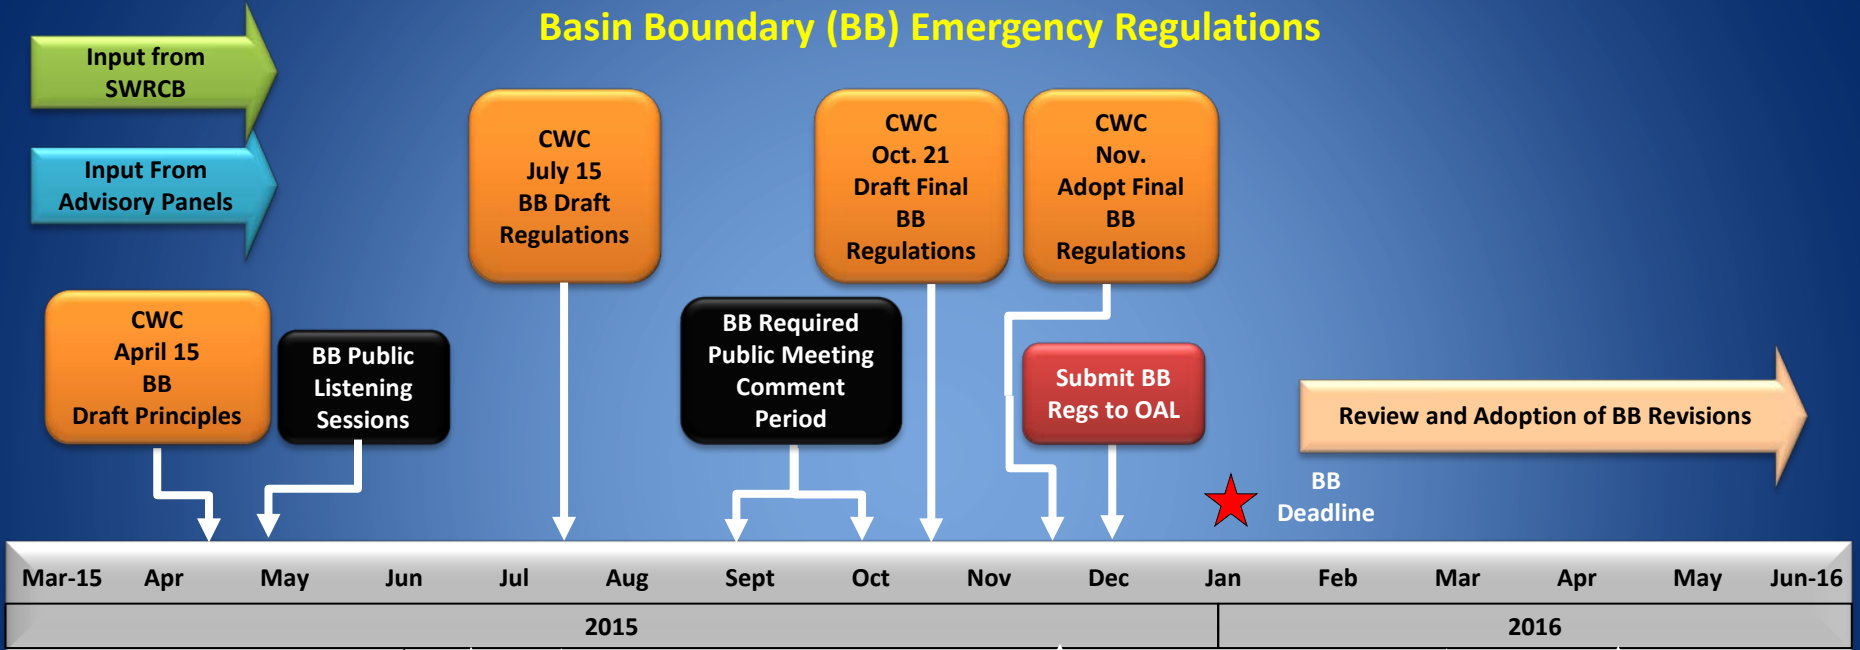 Basin Boundary (BB) Emergency Regulations
Input from
SWRCB
Input From
Advisory Panels
CWC
April 15
BB
Draft Principles
BB Public
Listening
Sessions
CWC
July 15
BB Draft
Regulations
BB Required
Public Meeting
Comment
Period
CWC
Oct. 21
Draft Final
BB
Regulations
CWC
Nov.
Adopt Final
BB
Regulations
Submit BB
Regs to OAL
BB
Deadline
Review and Adoption of BB Revisions
Mar-15 Apr May Jun Jul Aug Sept Oct Nov Dec Jan Feb Mar Apr May Jun-16
2015 2016